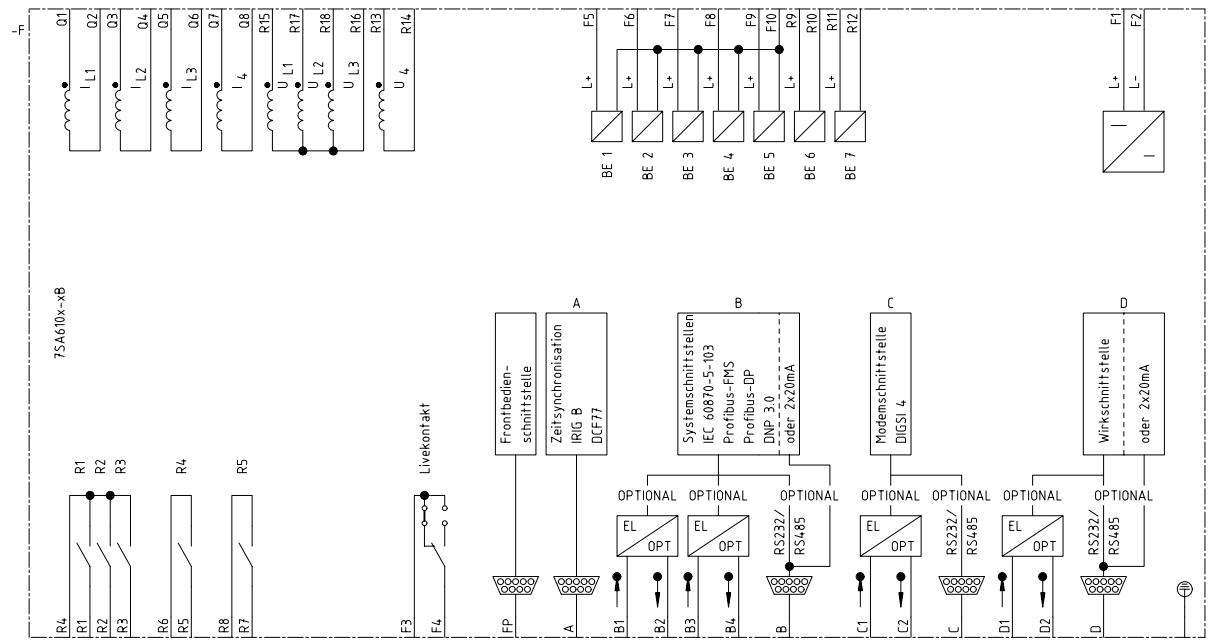 -F
Q1
Q2
Q3
Q4
Q5
Q6
Q7
Q8
R15
R17
R18
R16
R13
R14
F5
F6
F7
F8
F9
F10
R9
R10
R11
R12
F1
F2
I L1
I L2
I L3
I 4
U L1
U L2
U L3
U 4
L+
L+
L+
L+
L+
L+
L+
L+
L-
BE 1
BE 2
BE 3
BE 4
BE 5
BE 6
BE 7
7SA610x-xB
A
B
C
D
Frontbedien-
schnittstelle
Zeitsynchronisation
IRIG B
DCF77
Systemschnittstellen
IEC 60870-5-103
Profibus-FMS
Profibus-DP
DNP 3.0
oder 2x20mA
Modemschnittstelle
DIGSI 4
Wirkschnittstelle
oder 2x20mA
R1
R2
R3
R4
R5
Livekontakt
OPTIONAL
OPTIONAL
OPTIONAL
OPTIONAL
OPTIONAL
OPTIONAL
OPTIONAL
EL
OPT
EL
OPT
RS232/
RS485
EL
OPT
RS232/
RS485
EL
OPT
RS232/
RS485
R4
R1
R2
R3
R6
R5
R8
R7
F3
F4
FP
A
B1
B2
B3
B4
B
C1
C2
C
D1
D2
D